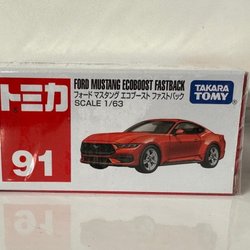 トミカ
91
FORD MUSTANG ECOBOOST FASTBACK
フォード マスタング エコブースト ファストバック
SCALE 1/63
TAKARA
TOMY